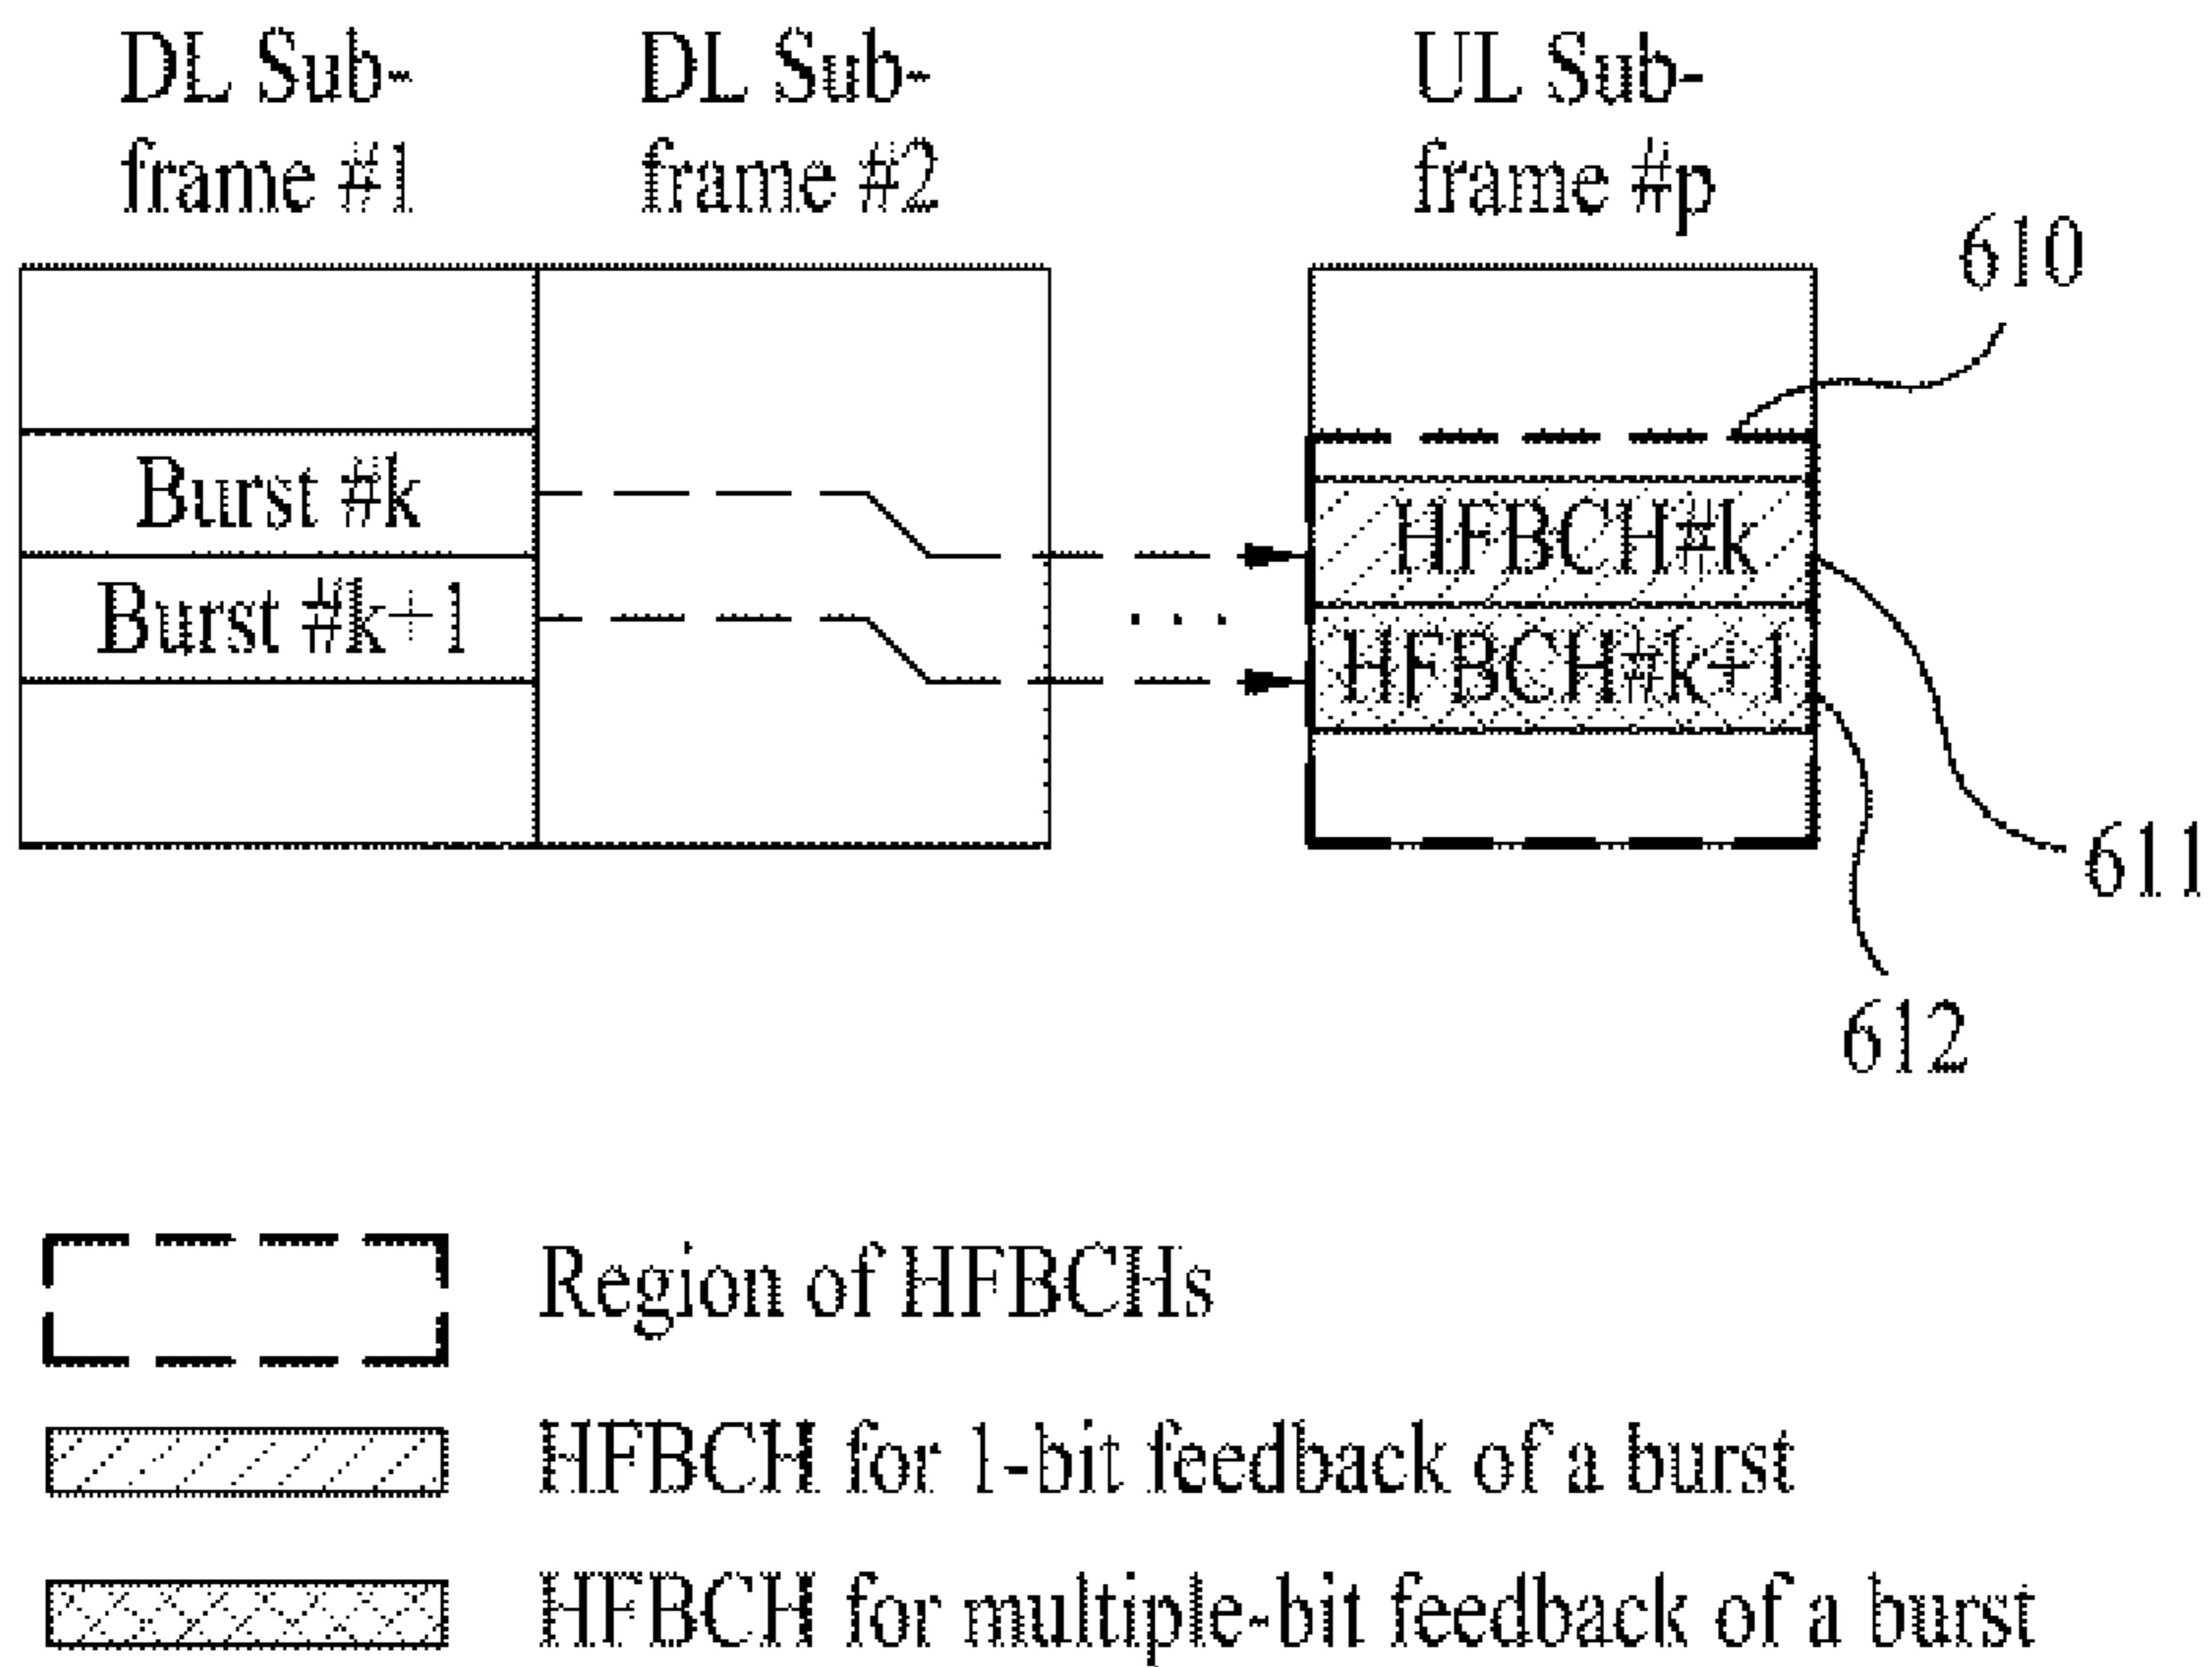 DL Sub-
frame #1
DL Sub-
frame #2
UL Sub-
frame #p
610
Burst #k
Burst #k+1
. . .
HFBCH#k
HFBCH#k+1
611
612
Region of HFBCHs
HFBCH for 1-bit feedback of a burst
HFBCH for multiple-bit feedback of a burst